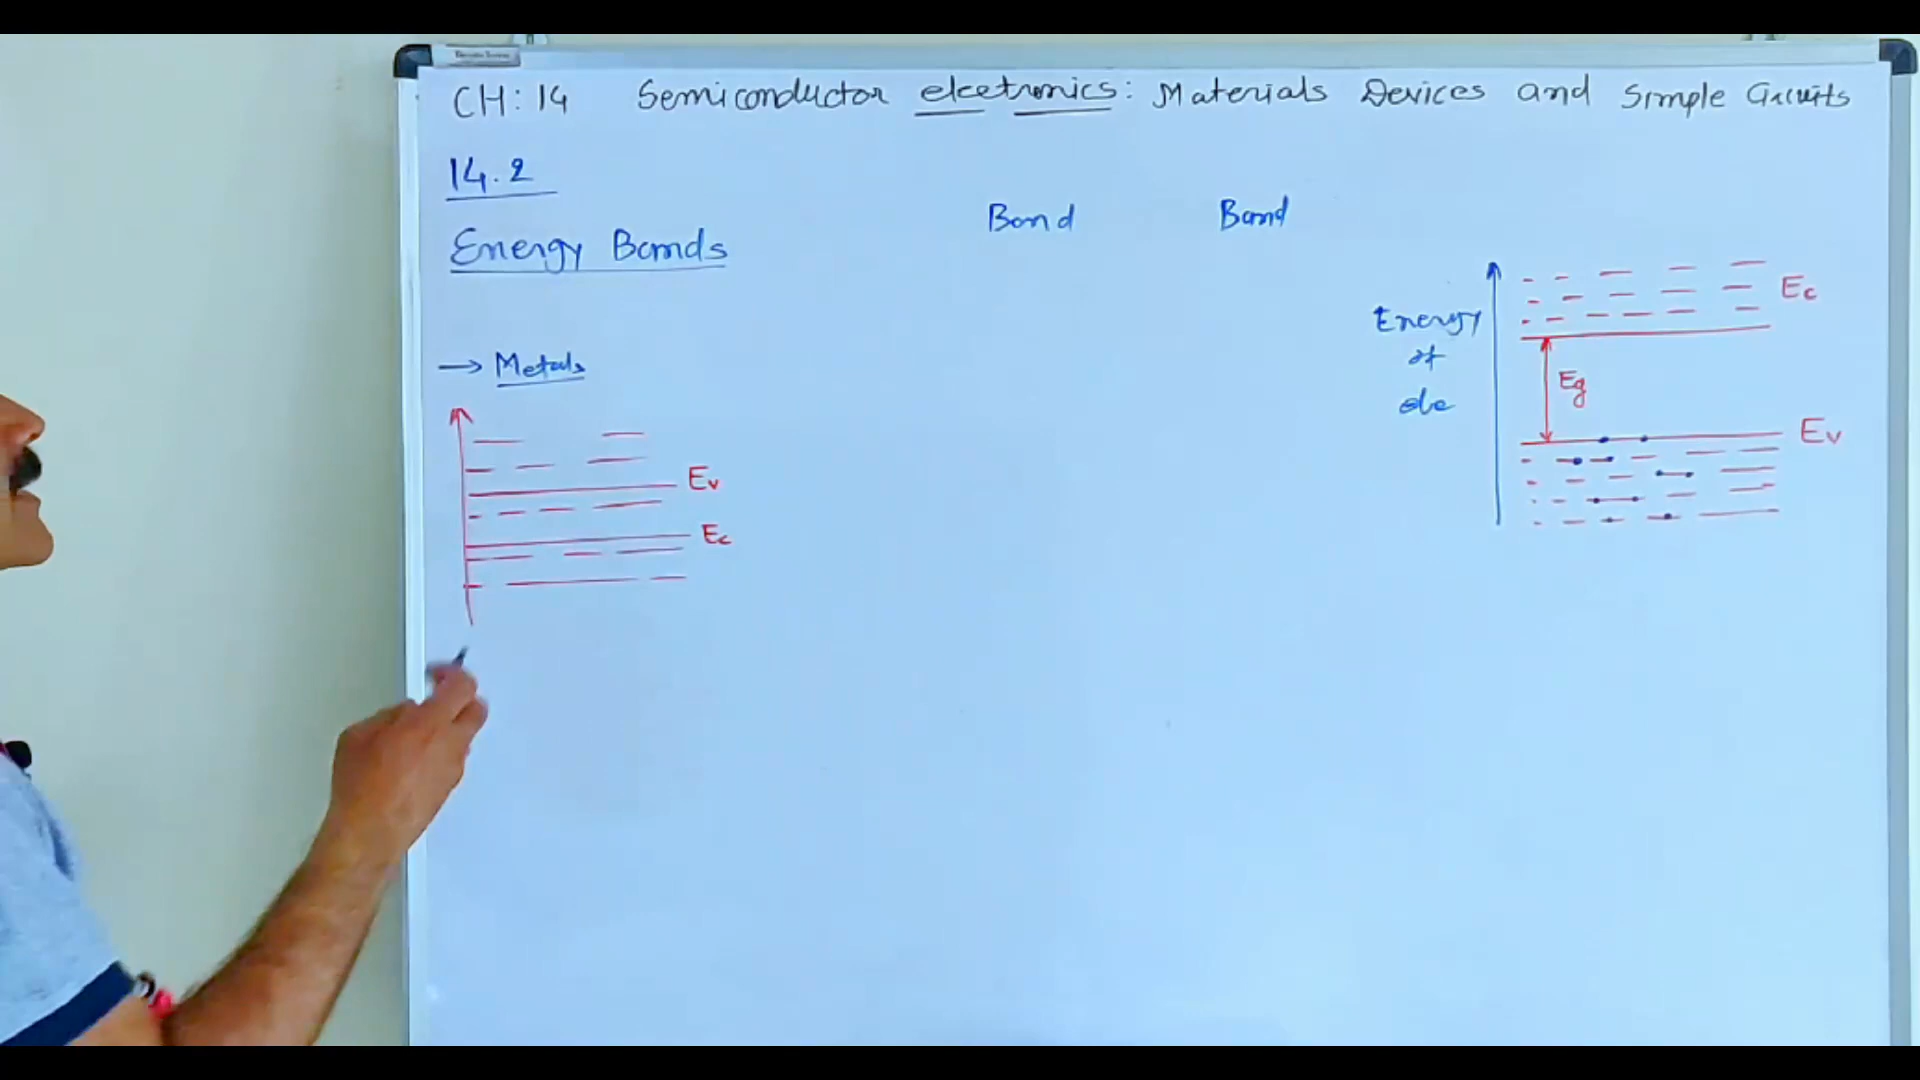 CH: 14 Semiconductor electronics: Materials Devices and Simple Circuits
14.2
Band Band
Energy Bands
Energy
of
Ec
Eg
Ev
→ Metals
Ev
Ec